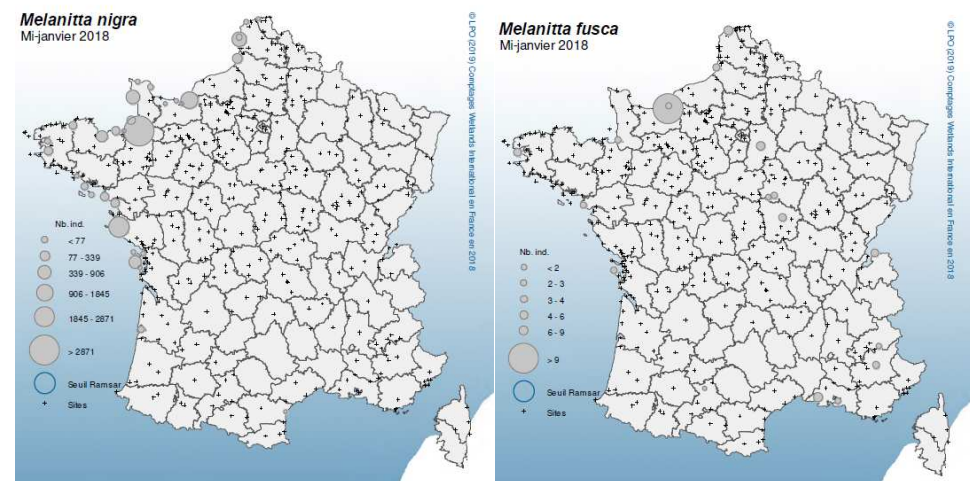 Melanitta nigra
Mi-janvier 2018
© LPO (2019) Comptages Wetlands International en France en 2018
Nb. ind.
< 77
77 - 339
339 - 906
906 - 1845
1845 - 2871
> 2871
Seuil Ramsar
Sites
Melanitta fusca
Mi-janvier 2018
© LPO (2019) Comptages Wetlands International en France en 2018
Nb. ind.
< 2
2 - 3
3 - 4
4 - 6
6 - 9
> 9
Seuil Ramsar
Sites